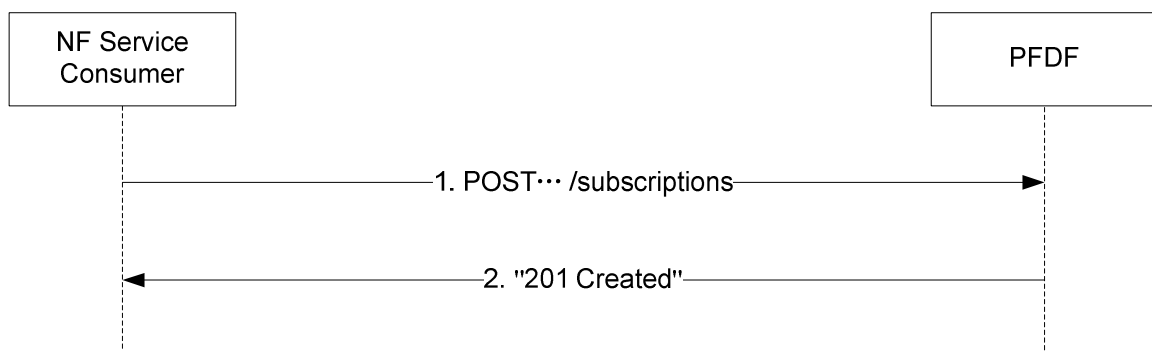 NF Service
Consumer
PFDF
1. POST··· /subscriptions
2. "201 Created"